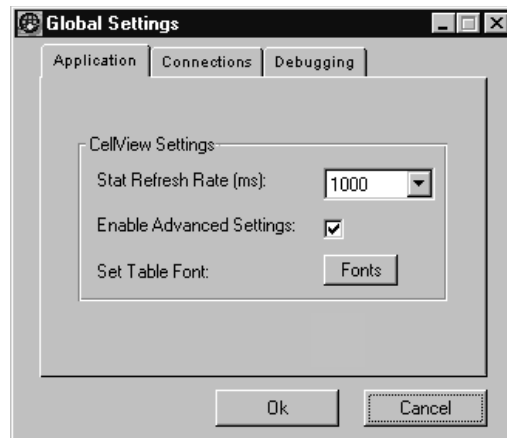 Global Settings
Application Connections Debugging
CellView Settings
Stat Refresh Rate (ms): 1000
Enable Advanced Settings:
Set Table Font: Fonts
Ok Cancel